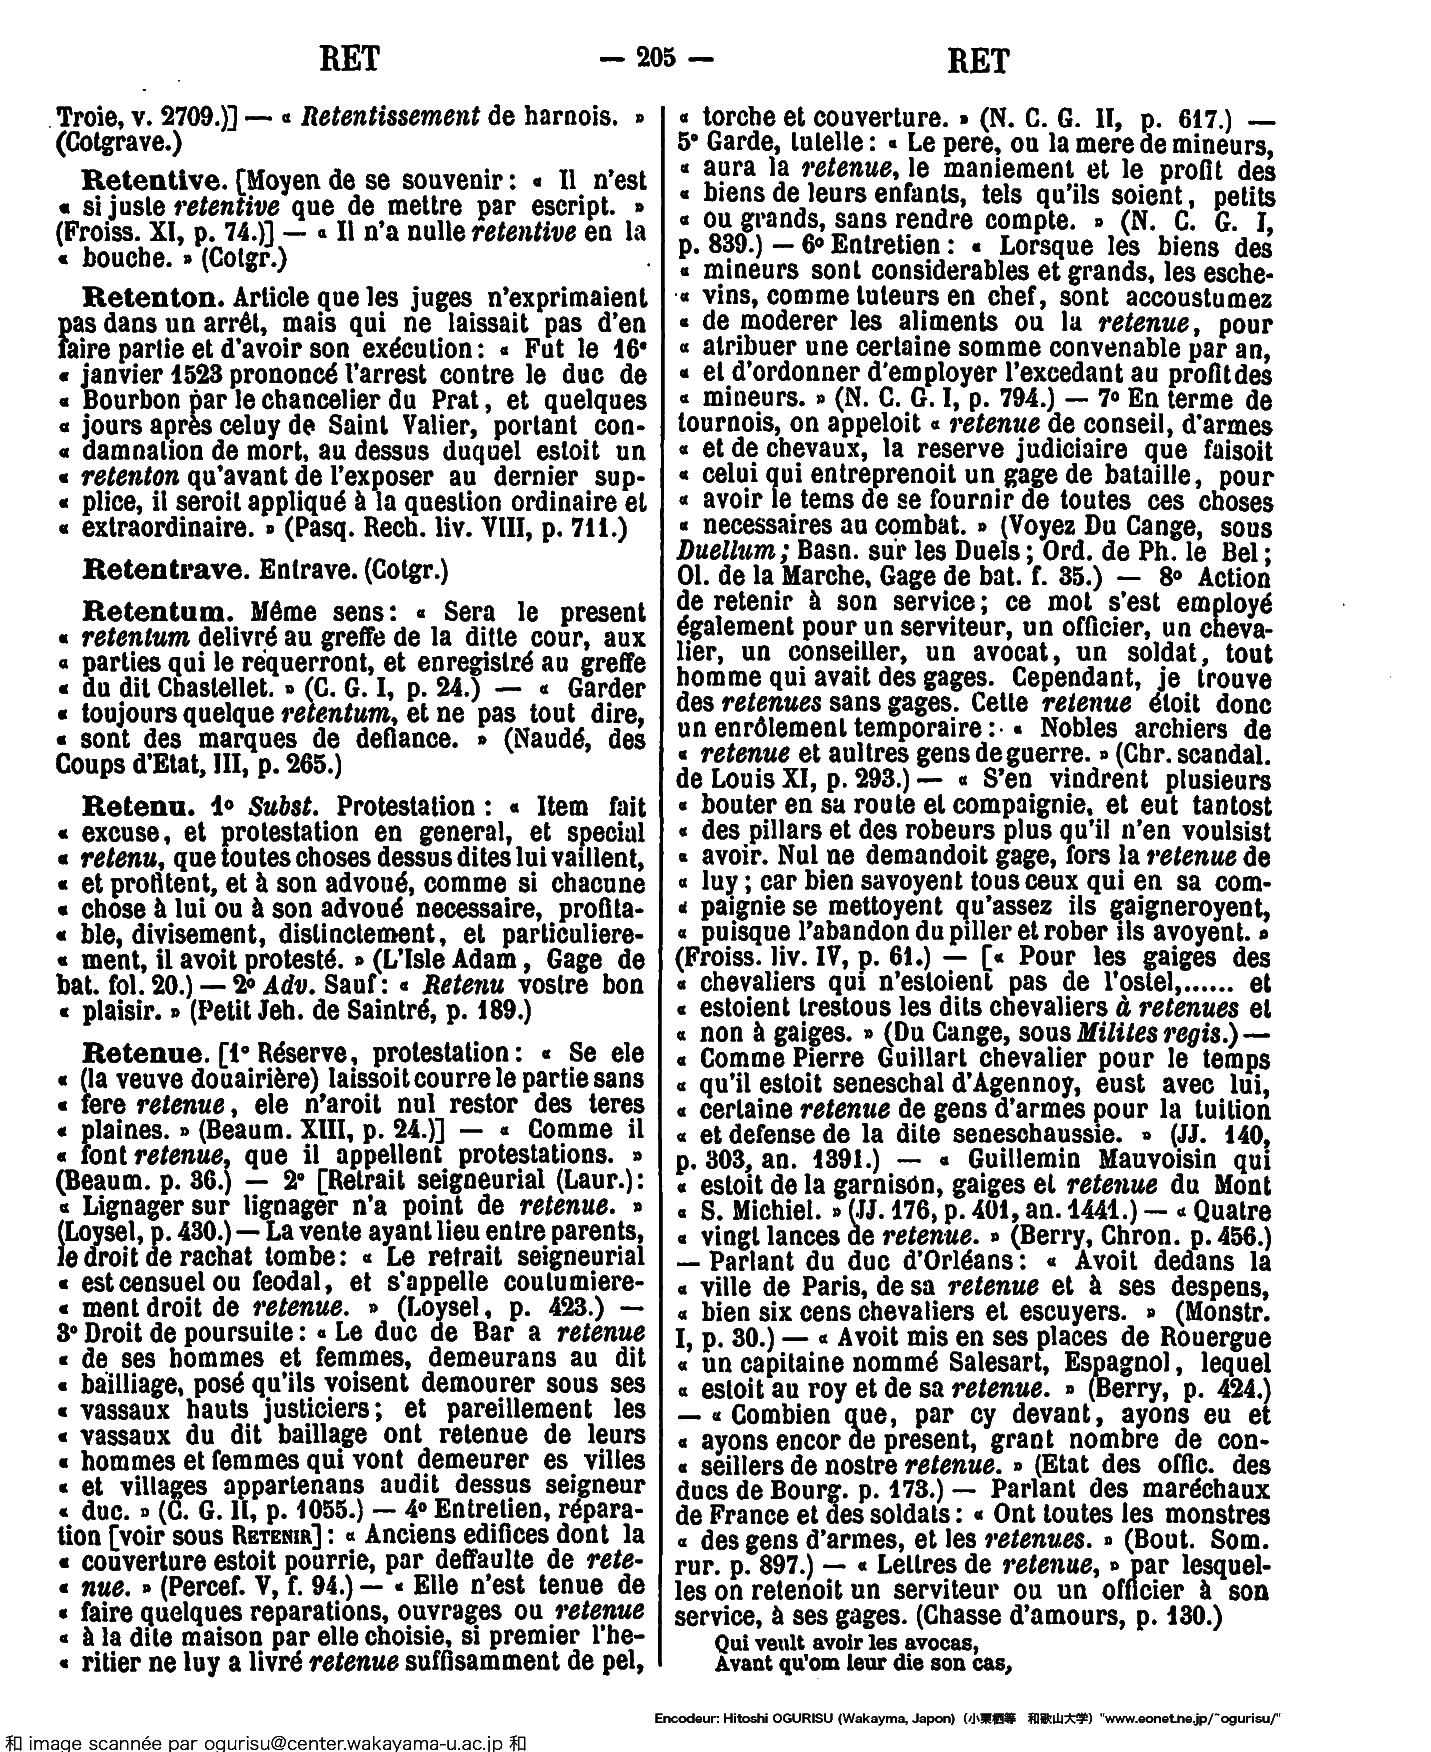 RET — 205 — RET
Troie, v. 2709.)] — « Retentissement de harnois. »
(Cotgrave.)
Retentive. [Moyen de se souvenir : « Il n'est
« si juste retentive que de mettre par escript. »
(Froiss. XI, p. 74.)] — « Il n'a nulle retentive en la
« bouche. » (Cotgr.)
Retenton. Article que les juges n'exprimaient
pas dans un arrêt, mais qui ne laissait pas d'en
faire partie et d'avoir son exécution : « Fut le 16e
« janvier 1523 prononcé l'arrest contre le duc de
« Bourbon par le chancelier du Prat, et quelques
« jours après celuy de Saint Valier, portant con-
« damnation de mort, au dessus duquel estoit un
« retenton qu'avant de l'exposer au dernier sup-
« plice, il seroit appliqué à la question ordinaire et
« extraordinaire. » (Pasq. Rech. liv. VIII, p. 711.)
Retentrave. Entrave. (Cotgr.)
Retentum. Même sens : « Sera le present
« retentum delivré au greffe de la ditte cour, aux
« parties qui le requerront, et enregistré au greffe
« du dit Chastellet. » (C. G. I, p. 24.) — « Garder
« toujours quelque retentum, et ne pas tout dire,
« sont des marques de defiance. » (Naudé, des
Coups d'Etat, III, p. 265.)
Retenu. 1º Subst. Protestation : « Item fait
« excuse, et protestation en general, et special
« retenu, que toutes choses dessus dites lui vaillent,
« et profitent, et à son advoué, comme si chacune
« chose à lui ou à son advoué necessaire, profita-
« ble, divisement, distinctement, et particuliere-
« ment, il avoit protesté. » (L'Isle Adam, Gage de
bat. fol. 20.) — 2º Adv. Sauf : « Retenu vostre bon
« plaisir. » (Petit Jeh. de Saintré, p. 189.)
Retenue. [1º Réserve, protestation : « Se ele
« (la veuve douairière) laissoit courre le partie sans
« fere retenue, ele n'aroit nul restor des teres
« plaines. » (Beaum. XIII, p. 24.)] — « Comme il
« font retenue, que il appellent protestations. »
(Beaum. p. 36.) — 2º [Retrait seigneurial (Laur.) :
« Lignager sur lignager n'a point de retenue. »
(Loysel, p. 430.) — La vente ayant lieu entre parents,
le droit de rachat tombe : « Le retrait seigneurial
« est censuel ou feodal, et s'appelle coutumiere-
« ment droit de retenue. » (Loysel, p. 423.) —
3º Droit de poursuite : « Le duc de Bar a retenue
« de ses hommes et femmes, demeurans au dit
« bailliage, posé qu'ils voisent demourer sous ses
« vassaux hauts justiciers ; et pareillement les
« vassaux du dit baillage ont retenue de leurs
« hommes et femmes qui vont demeurer es villes
« et villages appartenans audit dessus seigneur
« duc. » (C. G. II, p. 1055.) — 4º Entretien, répara-
tion [voir sous RETENIR] : « Anciens edifices dont la
« couverture estoit pourrie, par deffaulte de rete-
« nue. » (Percef. V, f. 94.) — « Elle n'est tenue de
« faire quelques reparations, ouvrages ou retenue
« à la dite maison par elle choisie, si premier l'he-
« ritier ne luy a livré retenue suffisamment de pel,
« torche et couverture. » (N. C. G. II, p. 617.) —
5º Garde, tutelle : « Le pere, ou la mere de mineurs,
« aura la retenue, le maniement et le profit des
« biens de leurs enfants, tels qu'ils soient, petits
« ou grands, sans rendre compte. » (N. C. G. I,
p. 839.) — 6º Entretien : « Lorsque les biens des
« mineurs sont considerables et grands, les esche-
« vins, comme tuteurs en chef, sont accoustumez
« de moderer les aliments ou la retenue, pour
« atribuer une certaine somme convenable par an,
« et d'ordonner d'employer l'excedant au profit des
« mineurs. » (N. C. G. I, p. 794.) — 7º En terme de
tournois, on appeloit « retenue de conseil, d'armes
« et de chevaux, la reserve judiciaire que faisoit
« celui qui entreprenoit un gage de bataille, pour
« avoir le tems de se fournir de toutes ces choses
« necessaires au combat. » (Voyez Du Cange, sous
Duellum ; Basn. sur les Duels ; Ord. de Ph. le Bel ;
Ol. de la Marche, Gage de bat. f. 35.) — 8º Action
de retenir à son service ; ce mot s'est employé
également pour un serviteur, un officier, un cheva-
lier, un conseiller, un avocat, un soldat, tout
homme qui avait des gages. Cependant, je trouve
des retenues sans gages. Cette retenue étoit donc
un enrôlement temporaire : « Nobles archiers de
« retenue et aultres gens de guerre. » (Chr. scandal.
de Louis XI, p. 293.) — « S'en vindrent plusieurs
« bouter en sa route et compaignie, et eut tantost
« des pillars et des robeurs plus qu'il n'en voulsist
« avoir. Nul ne demandoit gage, fors la retenue de
« luy ; car bien savoyent tous ceux qui en sa com-
« paignie se mettoyent qu'assez ils gaigneroyent,
« puisque l'abandon du piller et rober ils avoyent. »
(Froiss. liv. IV, p. 61.) — [« Pour les gaiges des
« chevaliers qui n'estoient pas de l'ostel,...... et
« estoient trestous les dits chevaliers à retenues et
« non à gaiges. » (Du Cange, sous Milites regis.) —
« Comme Pierre Guillart chevalier pour le temps
« qu'il estoit seneschal d'Agennoy, eust avec lui,
« certaine retenue de gens d'armes pour la tuition
« et defense de la dite seneschaussie. » (JJ. 140,
p. 303, an. 1391.) — « Guillemin Mauvoisin qui
« estoit de la garnison, gaiges et retenue du Mont
« S. Michiel. » (JJ. 176, p. 401, an. 1441.) — « Quatre
« vingt lances de retenue. » (Berry, Chron. p. 456.)
— Parlant du duc d'Orléans : « Avoit dedans la
« ville de Paris, de sa retenue et à ses despens,
« bien six cens chevaliers et escuyers. » (Monstr.
I, p. 30.) — « Avoit mis en ses places de Rouergue
« un capitaine nommé Salesart, Espagnol, lequel
« estoit au roy et de sa retenue. » (Berry, p. 424.)
— « Combien que, par cy devant, ayons eu et
« ayons encor de present, grant nombre de con-
« seillers de nostre retenue. » (Etat des offic. des
ducs de Bourg. p. 173.) — Parlant des maréchaux
de France et des soldats : « Ont toutes les monstres
« des gens d'armes, et les retenues. » (Bout. Som.
rur. p. 897.) — « Lettres de retenue, » par lesquel-
les on retenoit un serviteur ou un officier à son
service, à ses gages. (Chasse d'amours, p. 130.)
Qui veult avoir les avocas,
Avant qu'om leur die son cas,
Encodeur: Hitoshi OGURISU (Wakayma, Japon) (小栗栖等 和歌山大学) "www.eonet.ne.jp/~ogurisu/"
和 image scannée par ogurisu@center.wakayama-u.ac.jp 和